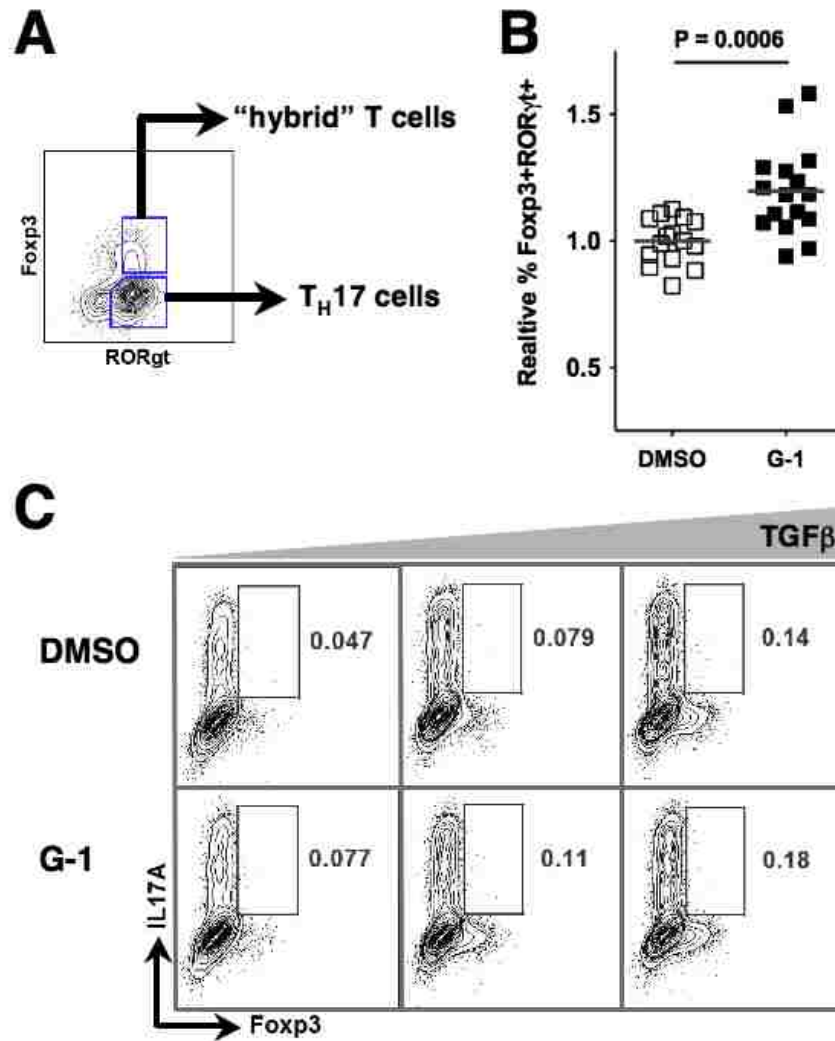 A
"hybrid" T cells
Foxp3
TH17 cells
RORgt
B
P = 0.0006
Realtive % Foxp3+RORγt+
1.5
1.0
0.5
DMSO
G-1
C
TGFβ
DMSO
0.047
0.079
0.14
G-1
0.077
0.11
0.18
IL17A
Foxp3